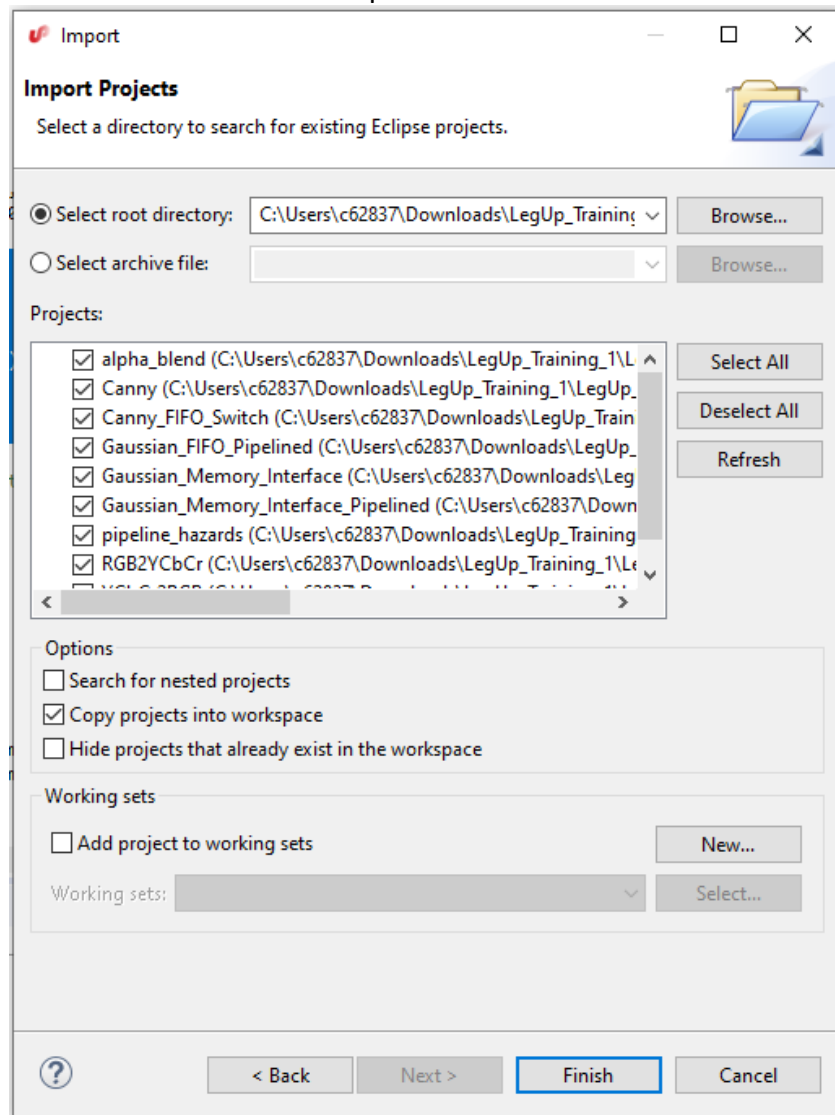 Import
Import Projects
Select a directory to search for existing Eclipse projects.
Select root directory: C:\Users\c62837\Downloads\LegUp_Training Browse...
Select archive file: Browse...
Projects:
alpha_blend (C:\Users\c62837\Downloads\LegUp_Training_1\L Select All
Canny (C:\Users\c62837\Downloads\LegUp_Training_1\LegUp_
Canny_FIFO_Switch (C:\Users\c62837\Downloads\LegUp_Train Deselect All
Gaussian_FIFO_Pipelined (C:\Users\c62837\Downloads\LegUp_
Gaussian_Memory_Interface (C:\Users\c62837\Downloads\Leg Refresh
Gaussian_Memory_Interface_Pipelined (C:\Users\c62837\Down
pipeline_hazards (C:\Users\c62837\Downloads\LegUp_Training
RGB2YCbCr (C:\Users\c62837\Downloads\LegUp_Training_1\Le
Options
Search for nested projects
Copy projects into workspace
Hide projects that already exist in the workspace
Working sets
Add project to working sets New...
Working sets: Select...
< Back Next > Finish Cancel